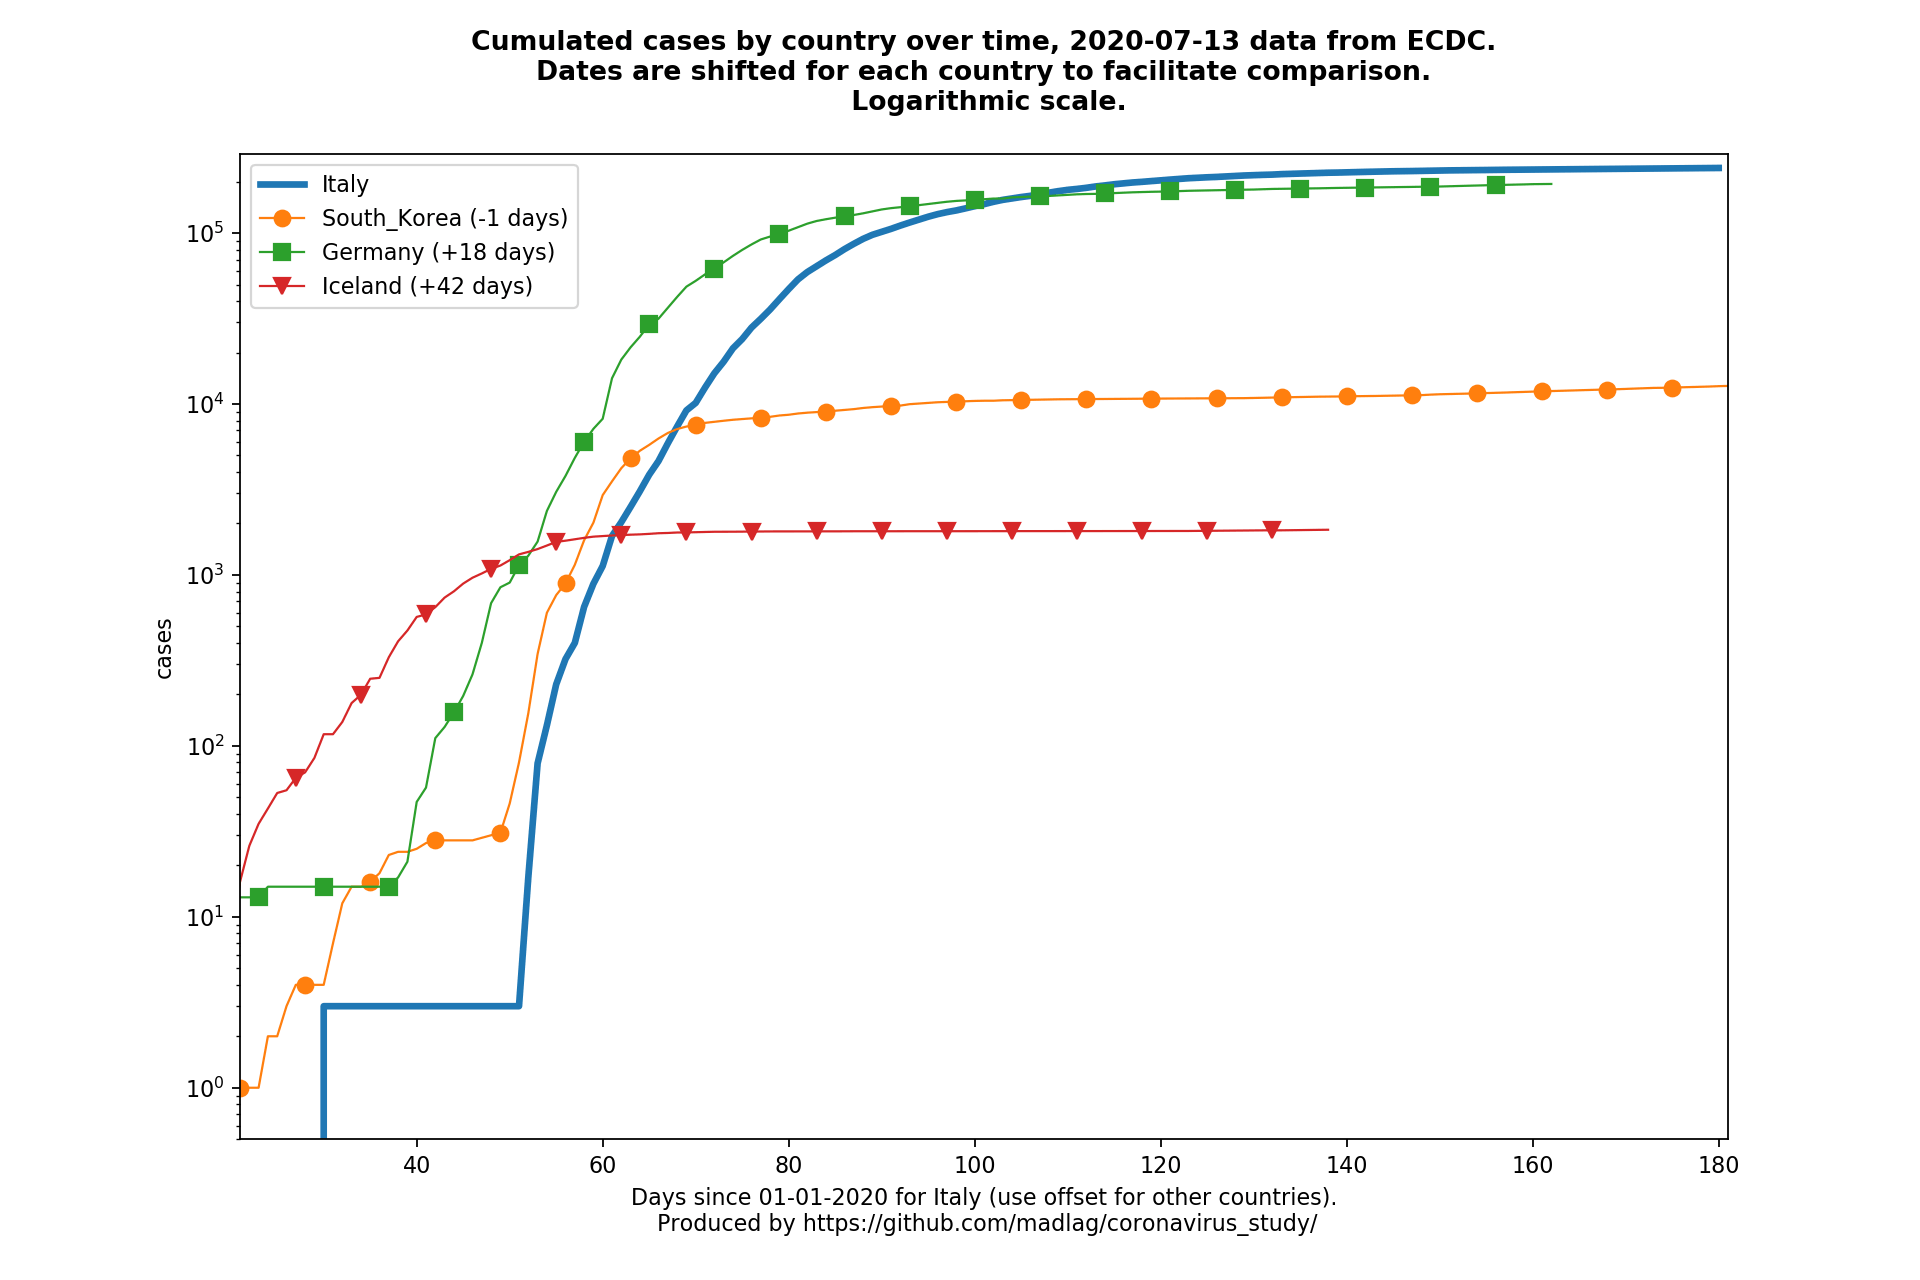 Cumulated cases by country over time, 2020-07-13 data from ECDC.
Dates are shifted for each country to facilitate comparison.
Logarithmic scale.
Italy
South_Korea (-1 days)
Germany (+18 days)
Iceland (+42 days)
10^5
10^4
10^3
10^2
10^1
10^0
cases
40 60 80 100 120 140 160 180
Days since 01-01-2020 for Italy (use offset for other countries).
Produced by https://github.com/madlag/coronavirus_study/